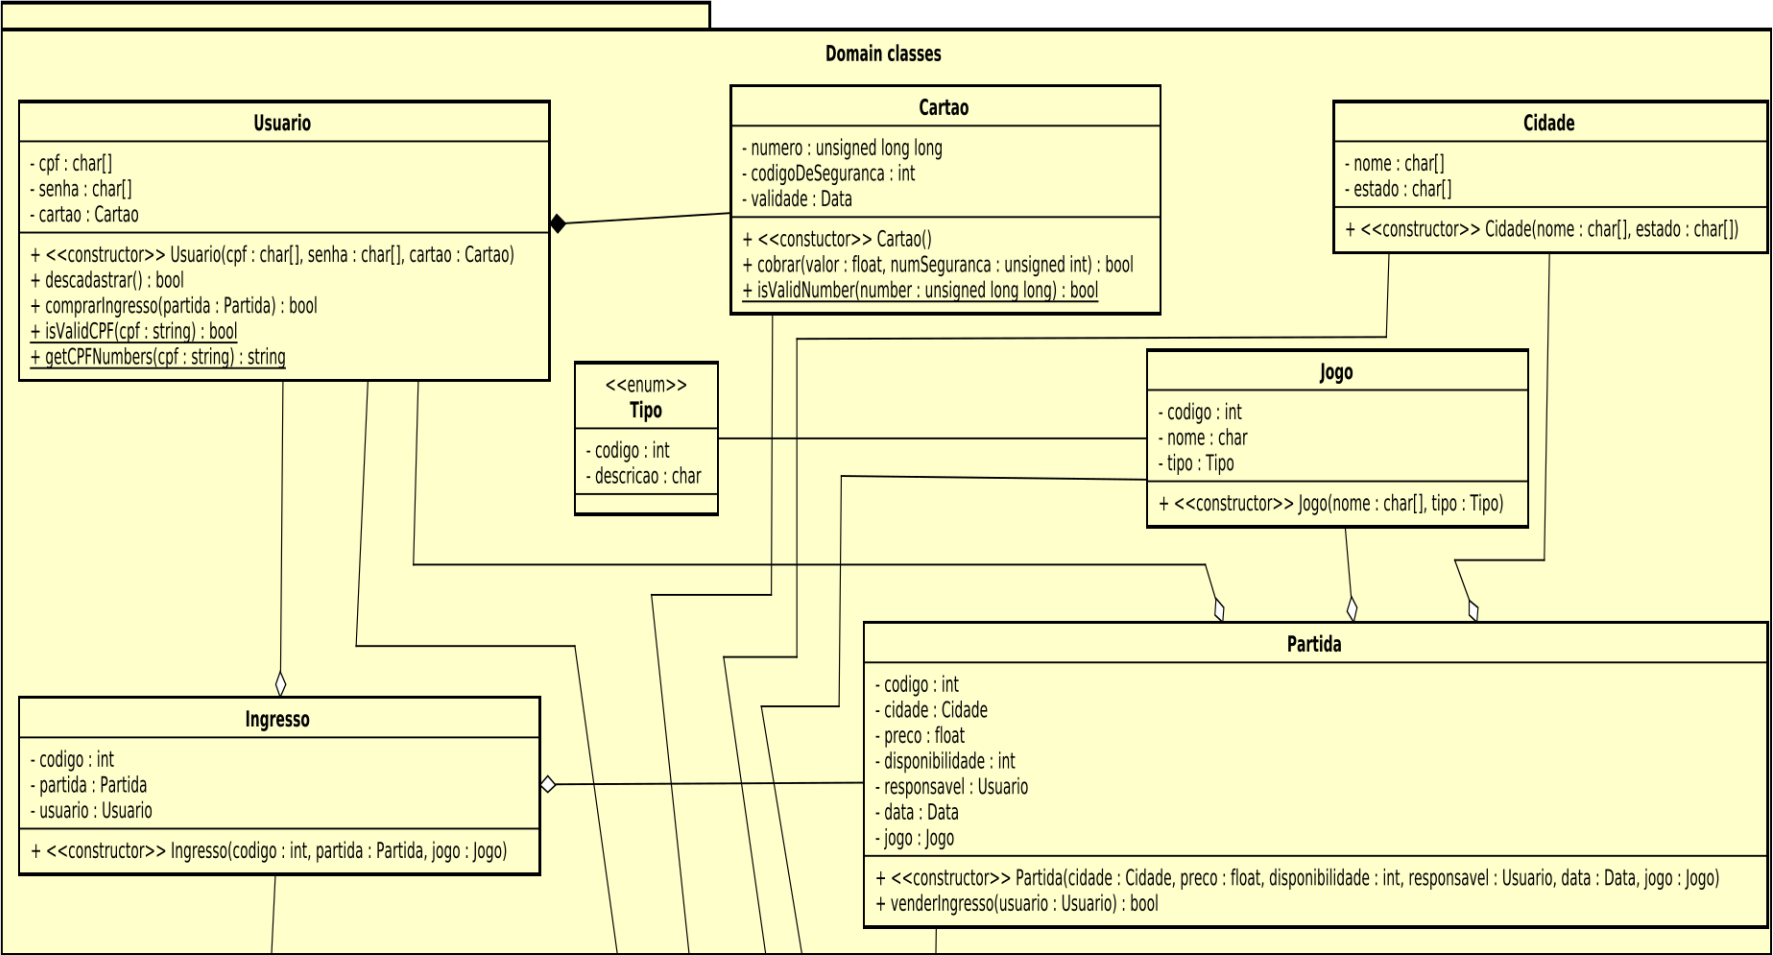 Domain classes
Usuario
- cpf : char[]
- senha : char[]
- cartao : Cartao
+ <<constructor>> Usuario(cpf : char[], senha : char[], cartao : Cartao)
+ descadastrar() : bool
+ comprarIngresso(partida : Partida) : bool
+ isValidCPF(cpf : string) : bool
+ getCPFNumbers(cpf : string) : string
Cartao
- numero : unsigned long long
- codigoDeSeguranca : int
- validade : Data
+ <<constuctor>> Cartao()
+ cobrar(valor : float, numSeguranca : unsigned int) : bool
+ isValidNumber(number : unsigned long long) : bool
Cidade
- nome : char[]
- estado : char[]
+ <<constructor>> Cidade(nome : char[], estado : char[])
<<enum>>
Tipo
- codigo : int
- descricao : char
Jogo
- codigo : int
- nome : char
- tipo : Tipo
+ <<constructor>> Jogo(nome : char[], tipo : Tipo)
Ingresso
- codigo : int
- partida : Partida
- usuario : Usuario
+ <<constructor>> Ingresso(codigo : int, partida : Partida, jogo : Jogo)
Partida
- codigo : int
- cidade : Cidade
- preco : float
- disponibilidade : int
- responsavel : Usuario
- data : Data
- jogo : Jogo
+ <<constructor>> Partida(cidade : Cidade, preco : float, disponibilidade : int, responsavel : Usuario, data : Data, jogo : Jogo)
+ venderIngresso(usuario : Usuario) : bool